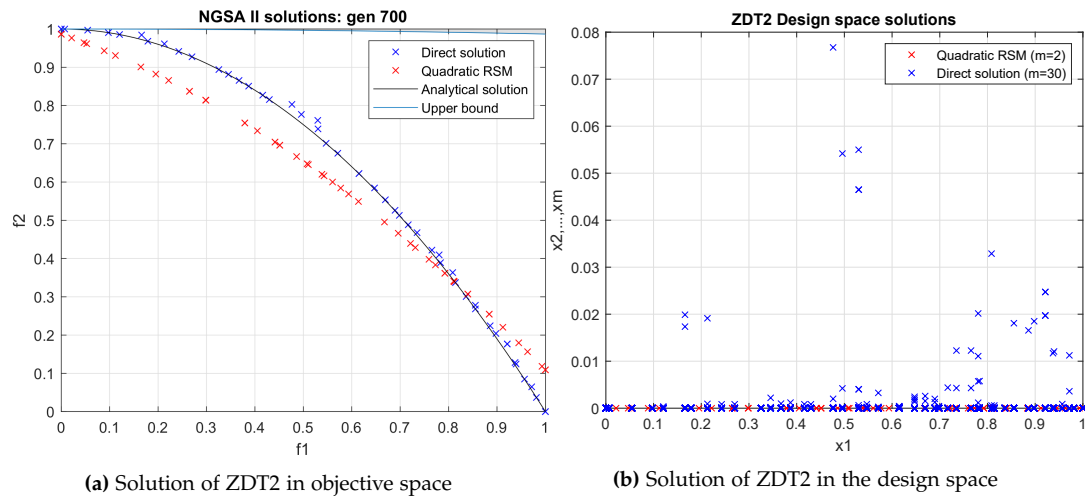 NGSA II solutions: gen 700
1
0.9
0.8
0.7
0.6
0.5
0.4
0.3
0.2
0.1
0
f2
Direct solution
Quadratic RSM
Analytical solution
Upper bound
0 0.1 0.2 0.3 0.4 0.5 0.6 0.7 0.8 0.9 1
f1
(a) Solution of ZDT2 in objective space
ZDT2 Design space solutions
0.08
0.07
0.06
0.05
0.04
0.03
0.02
0.01
0
x2,...,xm
Quadratic RSM (m=2)
Direct solution (m=30)
0 0.1 0.2 0.3 0.4 0.5 0.6 0.7 0.8 0.9 1
x1
(b) Solution of ZDT2 in the design space